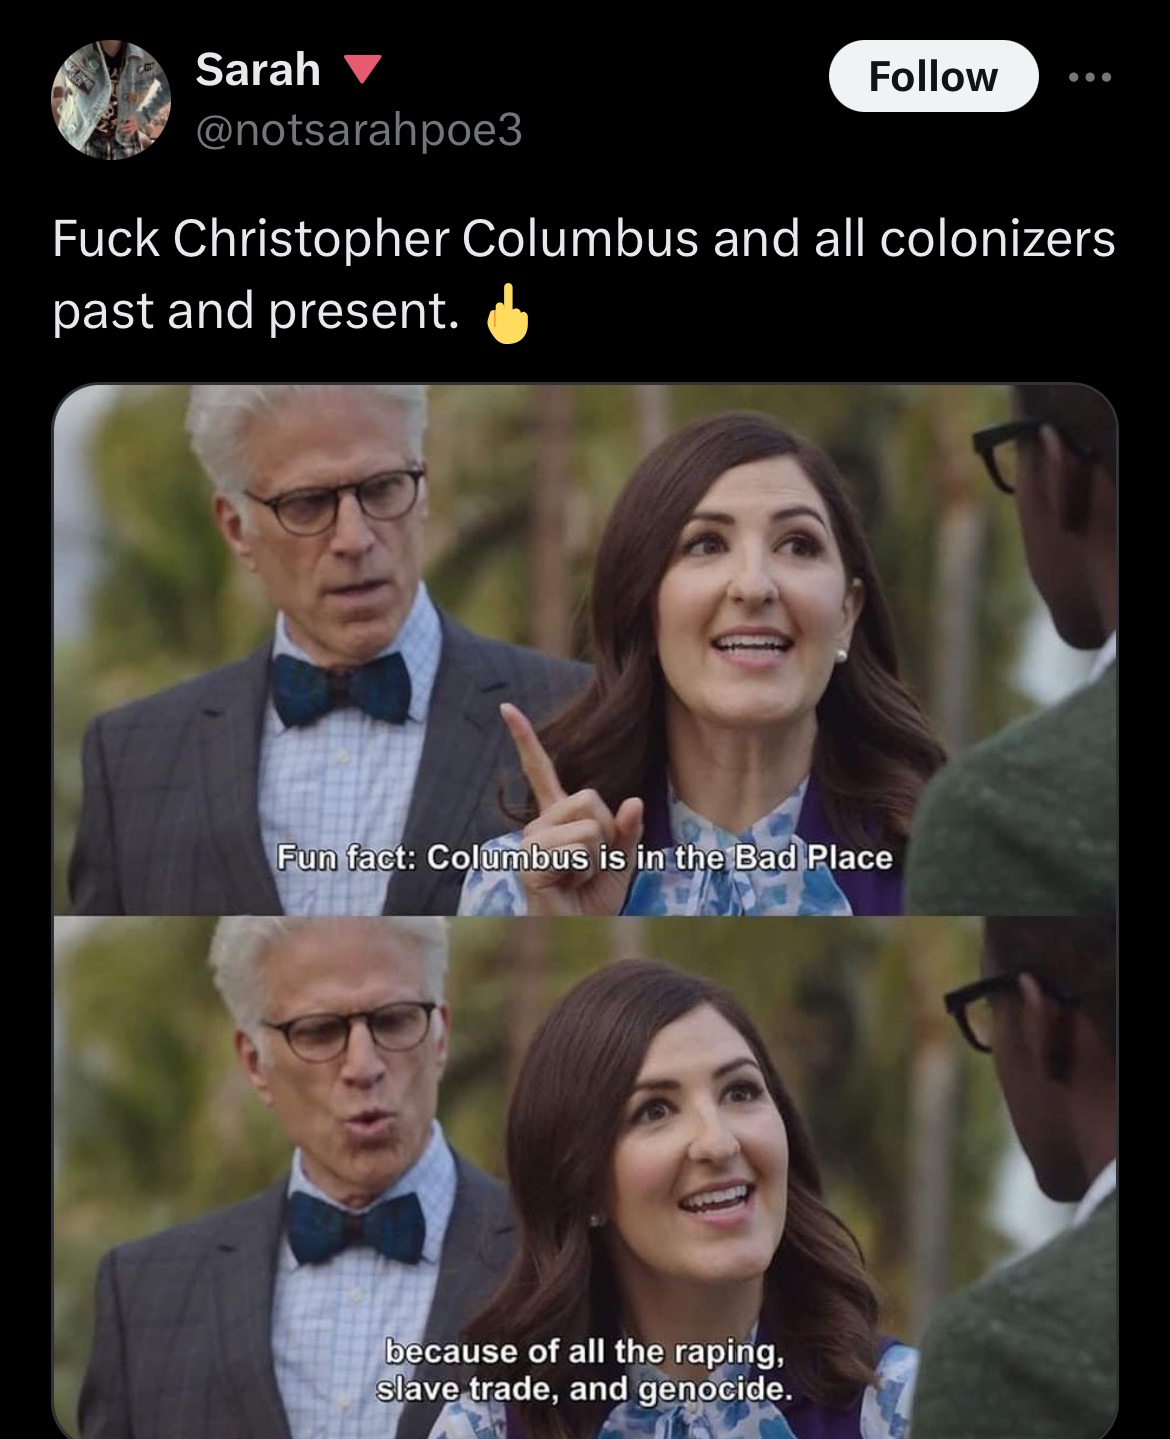 Sarah 🔻
@notsarahpoe3
Follow
Fuck Christopher Columbus and all colonizers
past and present. 🖕
Fun fact: Columbus is in the Bad Place
because of all the raping,
slave trade, and genocide.